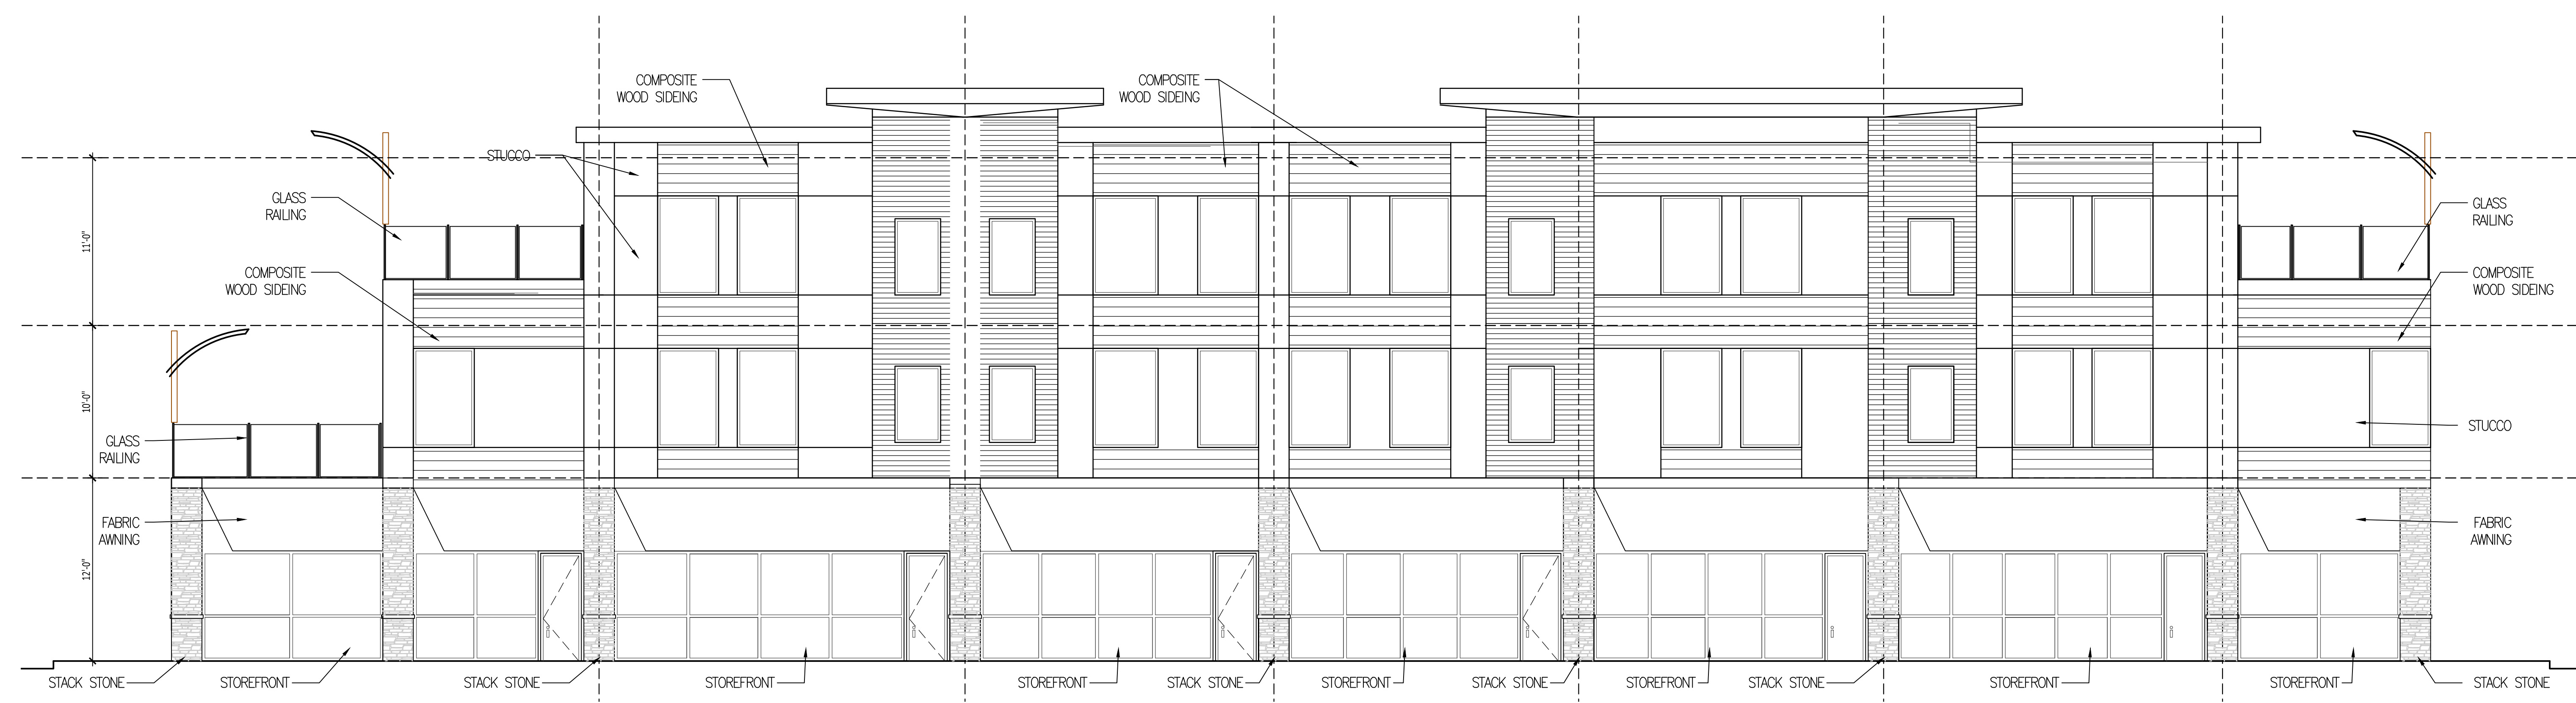 COMPOSITE
WOOD SIDEING
COMPOSITE
WOOD SIDEING
STUCCO
GLASS
RAILING
GLASS
RAILING
11'-0"
COMPOSITE
WOOD SIDEING
COMPOSITE
WOOD SIDEING
10'-0"
GLASS
RAILING
STUCCO
FABRIC
AWNING
FABRIC
AWNING
12'-0"
STACK STONE
STOREFRONT
STACK STONE
STOREFRONT
STOREFRONT
STACK STONE
STOREFRONT
STACK STONE
STOREFRONT
STACK STONE
STOREFRONT
STOREFRONT
STACK STONE